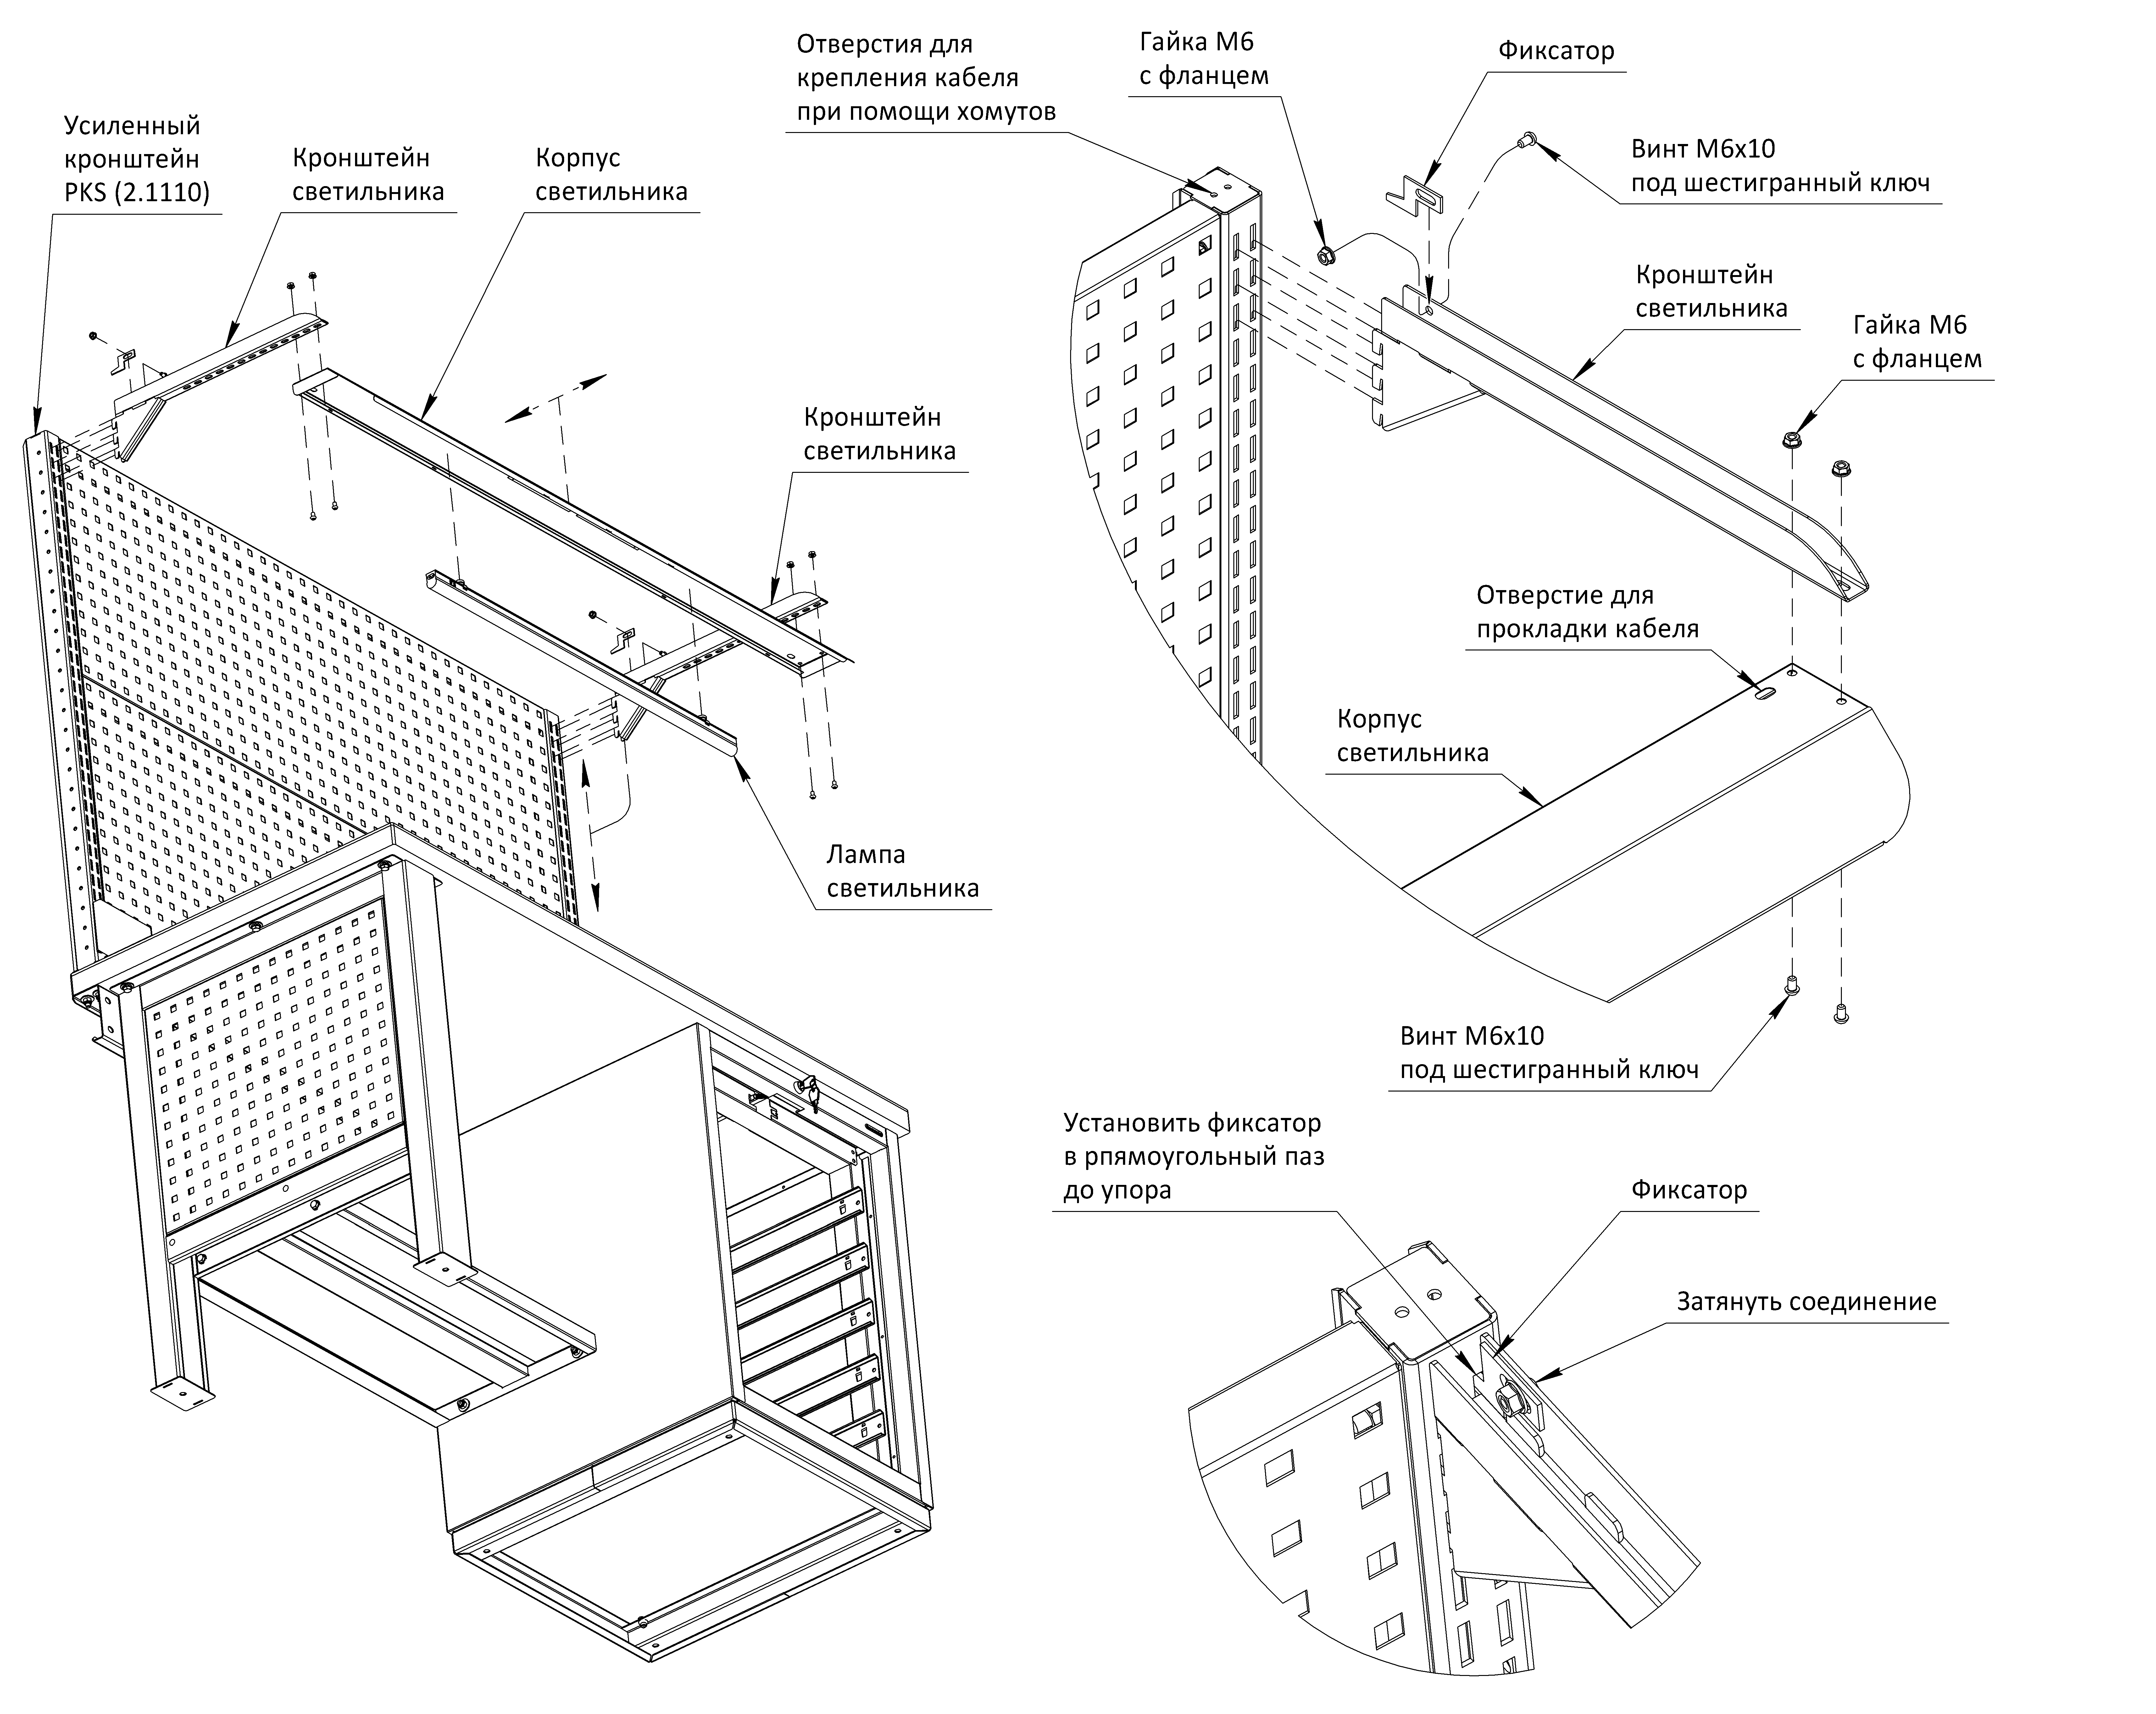 Усиленный
кронштейн
PKS (2.1110)
Кронштейн
светильника
Корпус
светильника
Кронштейн
светильника
Лампа
светильника
Отверстия для
крепления кабеля
при помощи хомутов
Гайка М6
с фланцем
Фиксатор
Винт М6х10
под шестигранный ключ
Кронштейн
светильника
Гайка М6
с фланцем
Отверстие для
прокладки кабеля
Корпус
светильника
Винт М6х10
под шестигранный ключ
Установить фиксатор
в рпямоугольный паз
до упора
Фиксатор
Затянуть соединение